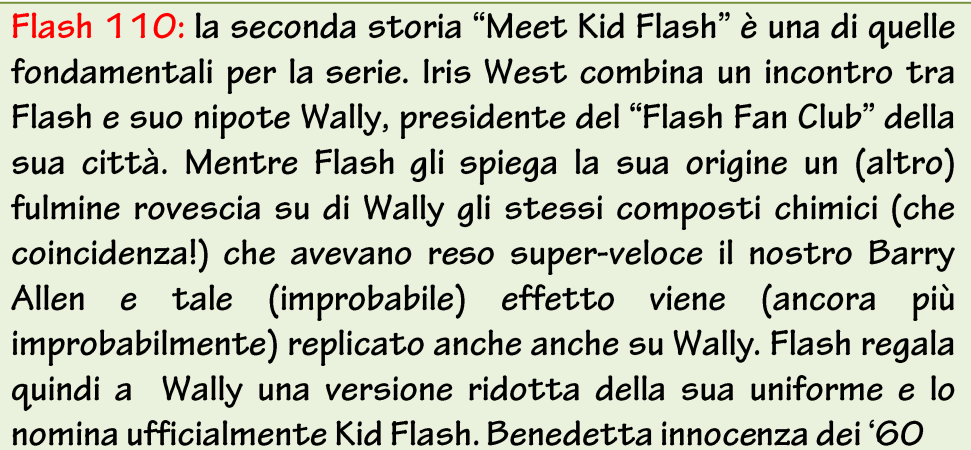 Flash 110: la seconda storia “Meet Kid Flash” è una di quelle
fondamentali per la serie. Iris West combina un incontro tra
Flash e suo nipote Wally, presidente del “Flash Fan Club” della
sua città. Mentre Flash gli spiega la sua origine un (altro)
fulmine rovescia su di Wally gli stessi composti chimici (che
coincidenza!) che avevano reso super-veloce il nostro Barry
Allen e tale (improbabile) effetto viene (ancora più
improbabilmente) replicato anche anche su Wally. Flash regala
quindi a Wally una versione ridotta della sua uniforme e lo
nomina ufficialmente Kid Flash. Benedetta innocenza dei ‘60